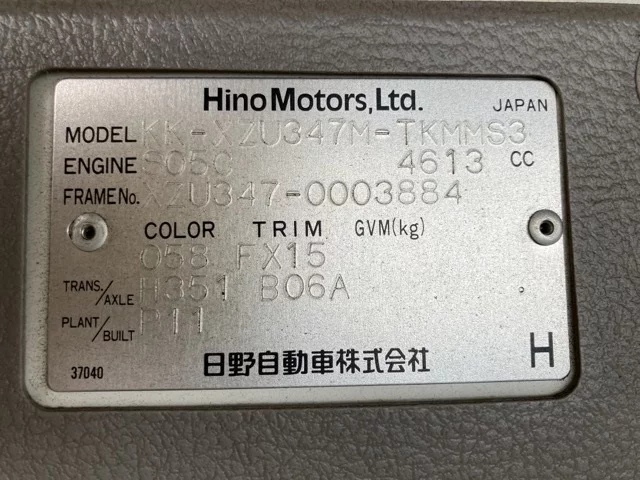 Hino Motors, Ltd. JAPAN
MODEL KK-XZU347M-TKMMS3
ENGINE S05C 4613 CC
FRAME No. XZU347-0003884
COLOR TRIM GVM(kg)
058 FX15
TRANS./AXLE H351 B06A
PLANT/BUILT P11
37040 日野自動車株式会社 H